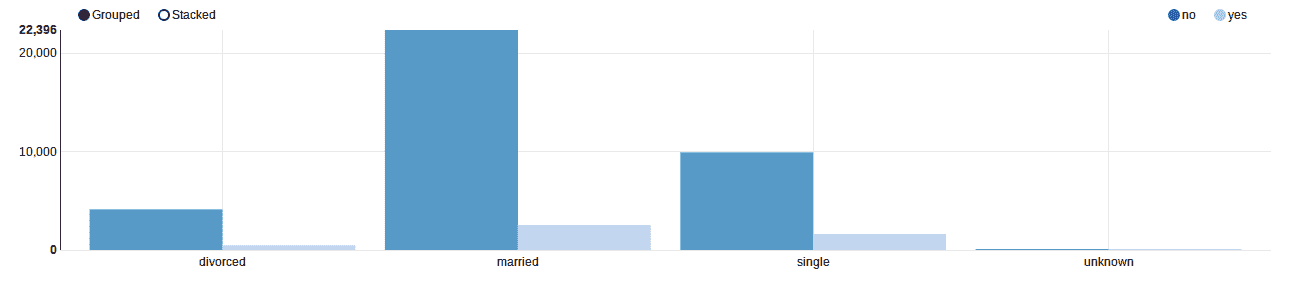 Grouped Stacked no yes
22,396
20,000
10,000
0
divorced married single unknown